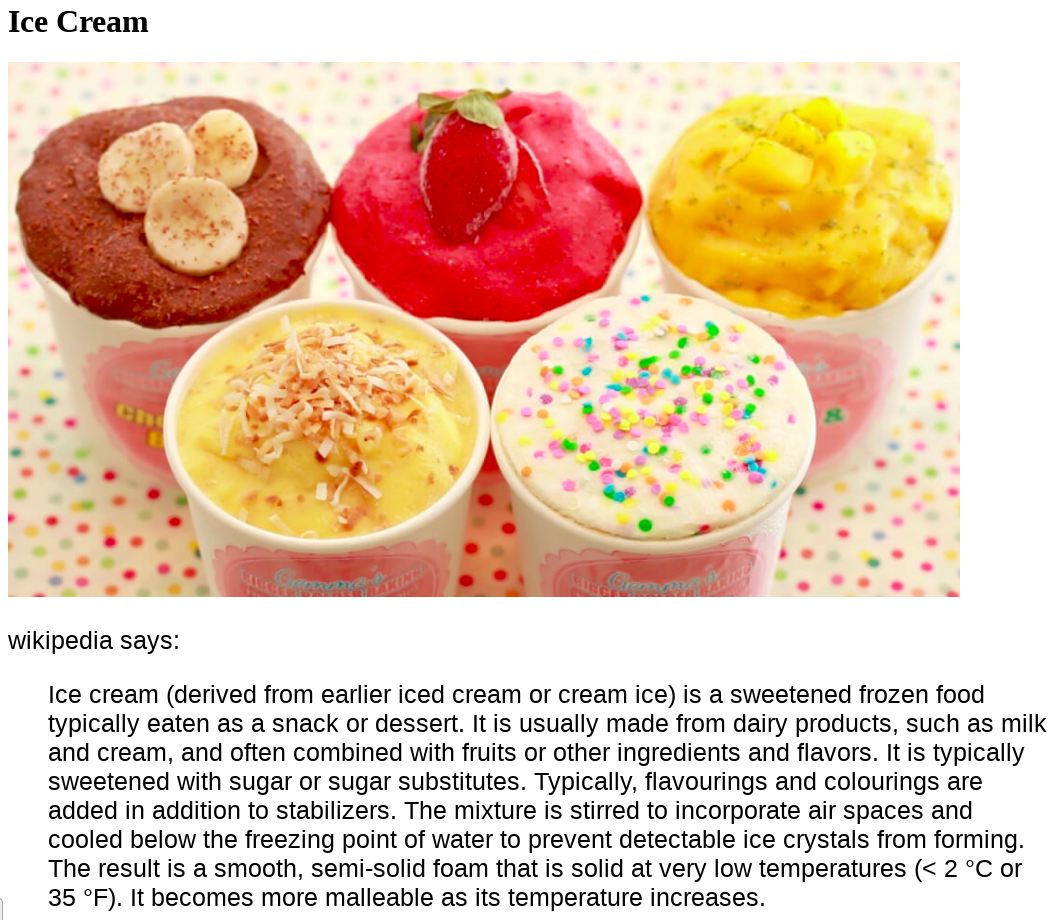 Ice Cream
Gemma's
Gemma's
wikipedia says:
Ice cream (derived from earlier iced cream or cream ice) is a sweetened frozen food
typically eaten as a snack or dessert. It is usually made from dairy products, such as milk
and cream, and often combined with fruits or other ingredients and flavors. It is typically
sweetened with sugar or sugar substitutes. Typically, flavourings and colourings are
added in addition to stabilizers. The mixture is stirred to incorporate air spaces and
cooled below the freezing point of water to prevent detectable ice crystals from forming.
The result is a smooth, semi-solid foam that is solid at very low temperatures (< 2 °C or
35 °F). It becomes more malleable as its temperature increases.